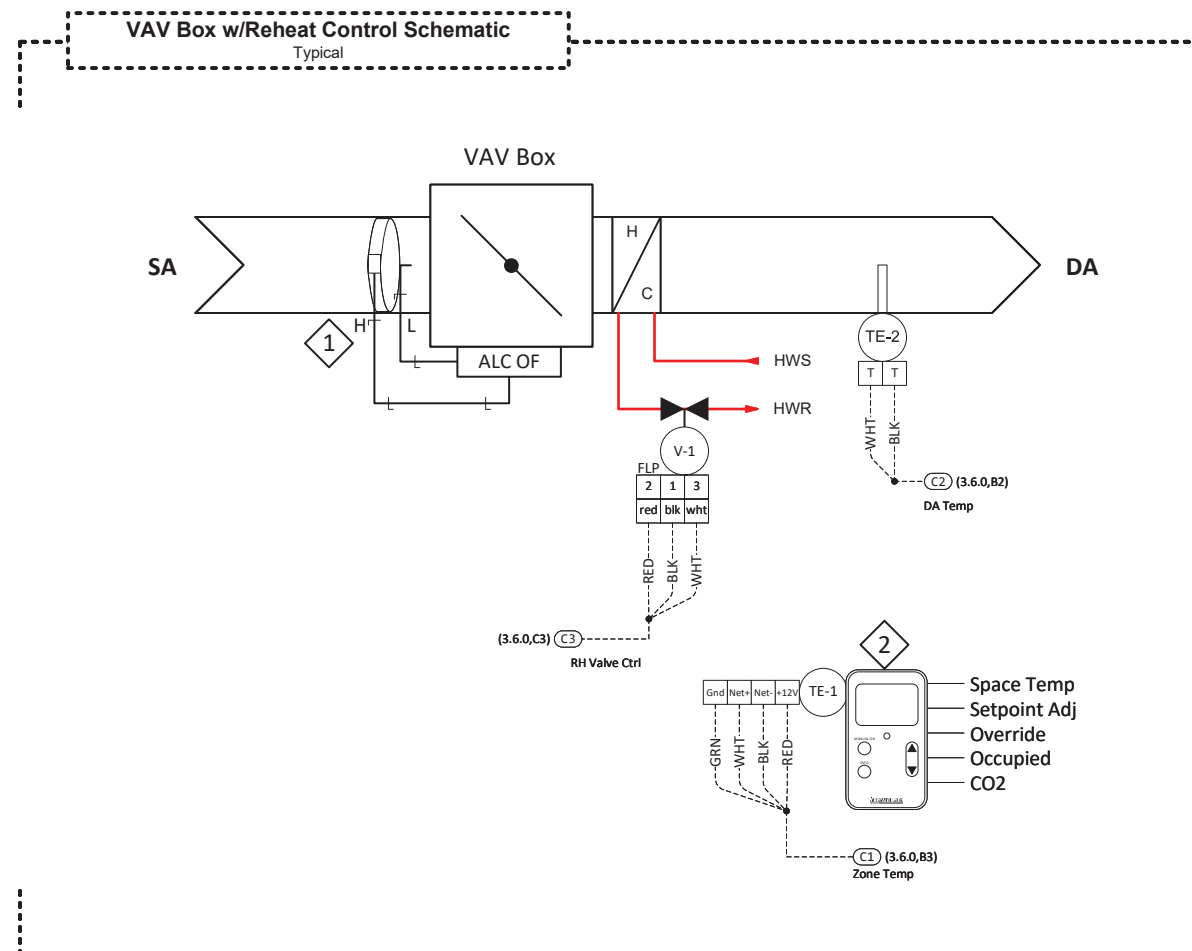 VAV Box w/Reheat Control Schematic
Typical
VAV Box
SA
H
C
DA
1
H
L
ALC OF
HWS
HWR
TE-2
T T
WHT
BLK
C2 (3.6.0,B2)
DA Temp
V-1
FLP
2 1 3
red blk wht
RED
BLK
WHT
(3.6.0,C3) C3
RH Valve Ctrl
2
Gnd Net+ Net- +12V
TE-1
GRN
WHT
BLK
RED
MANUAL ON
INFO
Space Temp
Setpoint Adj
Override
Occupied
CO2
C1 (3.6.0,B3)
Zone Temp